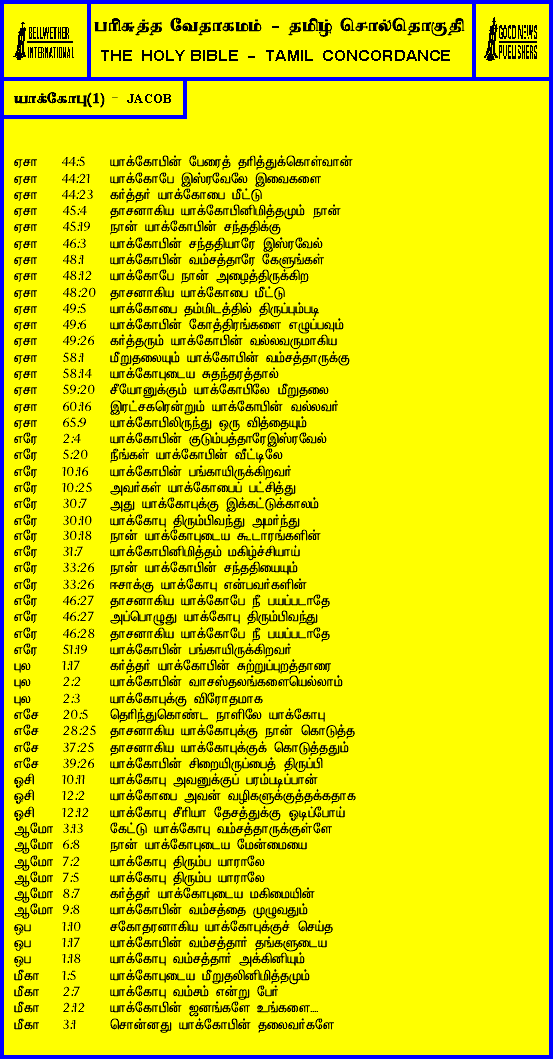 BELLWETHER
INTERNATIONAL
பரிசுத்த வேதாகமம் - தமிழ் சொல்தொகுதி
THE HOLY BIBLE - TAMIL CONCORDANCE
GOOD NEWS
PUBLISHERS
யாக்கோபு(1) - JACOB
ஏசா 44:5 யாக்கோபின் பேரைத் தரித்துக்கொள்வான்
ஏசா 44:21 யாக்கோபே இஸ்ரவேலே இவைகளை
ஏசா 44:23 கர்த்தர் யாக்கோபை மீட்டு
ஏசா 45:4 தாசனாகிய யாக்கோபினிமித்தமும் நான்
ஏசா 45:19 நான் யாக்கோபின் சந்ததிக்கு
ஏசா 46:3 யாக்கோபின் சந்ததியாரே இஸ்ரவேல்
ஏசா 48:1 யாக்கோபின் வம்சத்தாரே கேளுங்கள்
ஏசா 48:12 யாக்கோபே நான் அழைத்திருக்கிற
ஏசா 48:20 தாசனாகிய யாக்கோபை மீட்டு
ஏசா 49:5 யாக்கோபை தம்மிடத்தில் திருப்பும்படி
ஏசா 49:6 யாக்கோபின் கோத்திரங்களை எழுப்பவும்
ஏசா 49:26 கர்த்தரும் யாக்கோபின் வல்லவருமாகிய
ஏசா 58:1 மீறுதலையும் யாக்கோபின் வம்சத்தாருக்கு
ஏசா 58:14 யாக்கோபுடைய சுதந்தரத்தால்
ஏசா 59:20 சீயோனுக்கும் யாக்கோபிலே மீறுதலை
ஏசா 60:16 இரட்சகரென்றும் யாக்கோபின் வல்லவர்
ஏசா 65:9 யாக்கோபிலிருந்து ஒரு வித்தையும்
எரே 2:4 யாக்கோபின் குடும்பத்தாரேஇஸ்ரவேல்
எரே 5:20 நீங்கள் யாக்கோபின் வீட்டிலே
எரே 10:16 யாக்கோபின் பங்காயிருக்கிறவர்
எரே 10:25 அவர்கள் யாக்கோபைப் பட்சித்து
எரே 30:7 அது யாக்கோபுக்கு இக்கட்டுக்காலம்
எரே 30:10 யாக்கோபு திரும்பிவந்து அமர்ந்து
எரே 30:18 நான் யாக்கோபுடைய கூடாரங்களின்
எரே 31:7 யாக்கோபினிமித்தம் மகிழ்ச்சியாய்
எரே 33:26 நான் யாக்கோபின் சந்ததியையும்
எரே 33:26 ஈசாக்கு யாக்கோபு என்பவர்களின்
எரே 46:27 தாசனாகிய யாக்கோபே நீ பயப்படாதே
எரே 46:27 அப்பொழுது யாக்கோபு திரும்பிவந்து
எரே 46:28 தாசனாகிய யாக்கோபே நீ பயப்படாதே
எரே 51:19 யாக்கோபின் பங்காயிருக்கிறவர்
புல 1:17 கர்த்தர் யாக்கோபின் சுற்றுப்புறத்தாரை
புல 2:2 யாக்கோபின் வாசஸ்தலங்களையெல்லாம்
புல 2:3 யாக்கோபுக்கு விரோதமாக
எசே 20:5 தெரிந்துகொண்ட நாளிலே யாக்கோபு
எசே 28:25 தாசனாகிய யாக்கோபுக்கு நான் கொடுத்த
எசே 37:25 தாசனாகிய யாக்கோபுக்குக் கொடுத்ததும்
எசே 39:26 யாக்கோபின் சிறையிருப்பைத் திருப்பி
ஓசி 10:11 யாக்கோபு அவனுக்குப் பரம்படிப்பான்
ஓசி 12:2 யாக்கோபை அவன் வழிகளுக்குத்தக்கதாக
ஓசி 12:12 யாக்கோபு சீரியா தேசத்துக்கு ஓடிப்போய்
ஆமோ 3:13 கேட்டு யாக்கோபு வம்சத்தாருக்குள்ளே
ஆமோ 6:8 நான் யாக்கோபுடைய மேன்மையை
ஆமோ 7:2 யாக்கோபு திரும்ப யாராலே
ஆமோ 7:5 யாக்கோபு திரும்ப யாராலே
ஆமோ 8:7 கர்த்தர் யாக்கோபுடைய மகிமையின்
ஆமோ 9:8 யாக்கோபின் வம்சத்தை முழுவதும்
ஒப 1:10 சகோதரனாகிய யாக்கோபுக்குச் செய்த
ஒப 1:17 யாக்கோபின் வம்சத்தார் தங்களுடைய
ஒப 1:18 யாக்கோபு வம்சத்தார் அக்கினியும்
மீகா 1:5 யாக்கோபுடைய மீறுதலினிமித்தமும்
மீகா 2:7 யாக்கோபு வம்சம் என்று பேர்
மீகா 2:12 யாக்கோபின் ஜனங்களே உங்களை....
மீகா 3:1 சொன்னது யாக்கோபின் தலைவர்களே